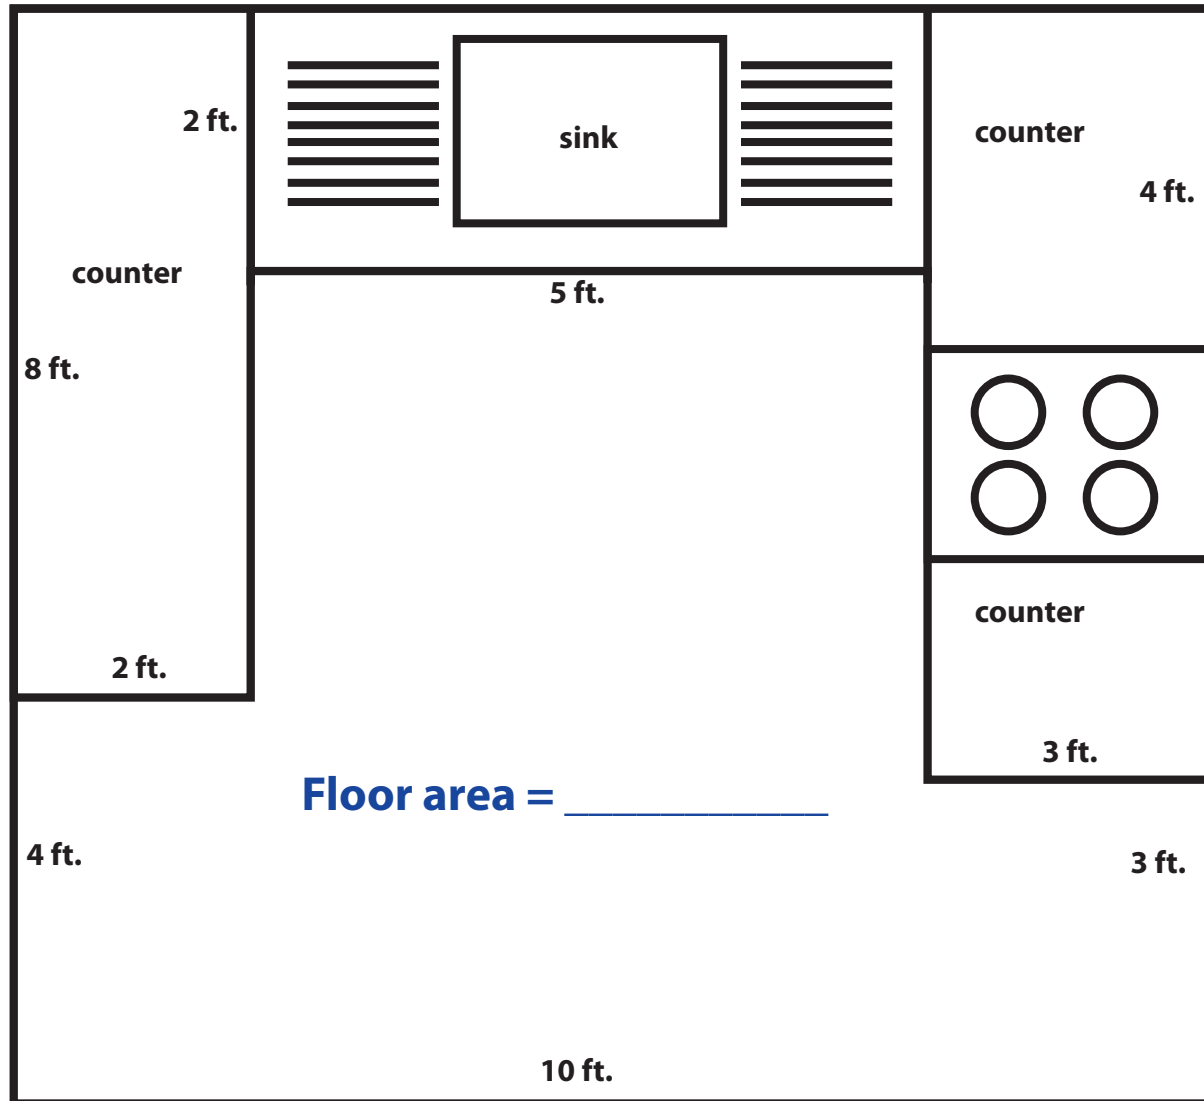 2 ft.
sink
counter
4 ft.
counter
5 ft.
8 ft.
counter
2 ft.
3 ft.
Floor area = ___________
4 ft.
3 ft.
10 ft.